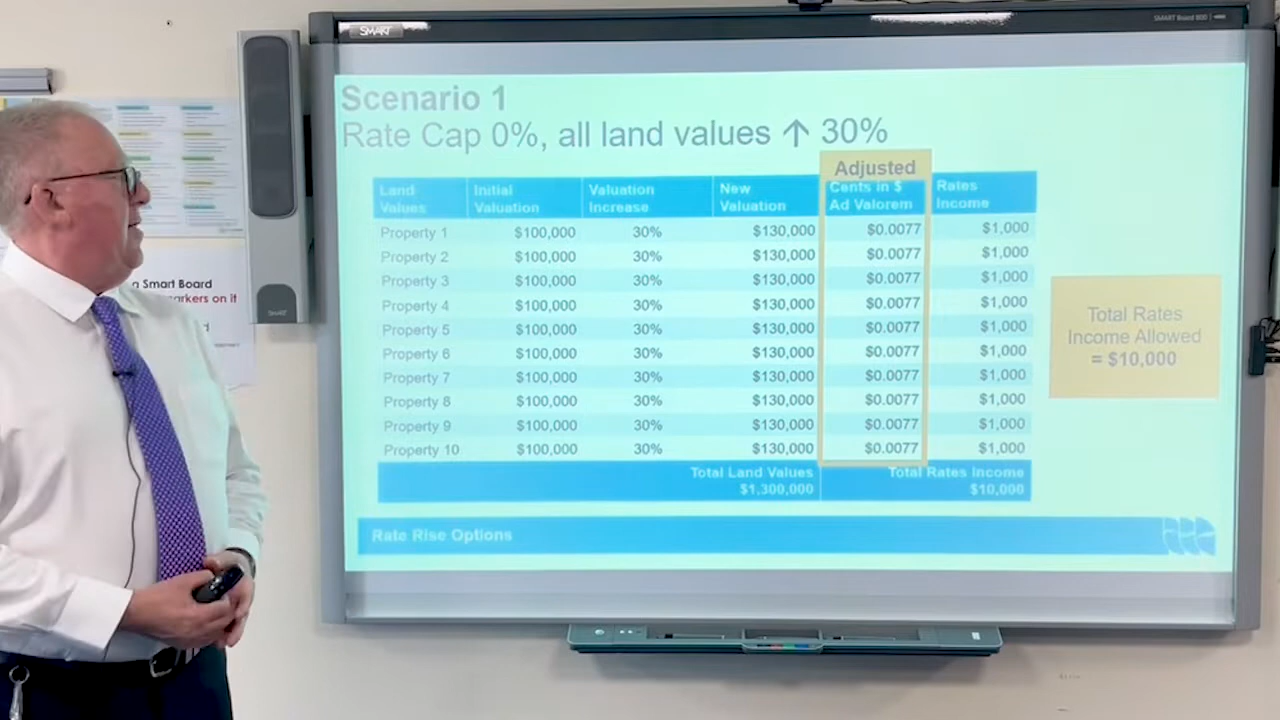 SMART
SMART Board 800
Scenario 1
Rate Cap 0%, all land values ↑ 30%
Adjusted
Land Values Initial Valuation Valuation Increase New Valuation Cents in $ Ad Valorem Rates Income
Property 1 $100,000 30% $130,000 $0.0077 $1,000
Property 2 $100,000 30% $130,000 $0.0077 $1,000
Property 3 $100,000 30% $130,000 $0.0077 $1,000
Property 4 $100,000 30% $130,000 $0.0077 $1,000
Property 5 $100,000 30% $130,000 $0.0077 $1,000
Property 6 $100,000 30% $130,000 $0.0077 $1,000
Property 7 $100,000 30% $130,000 $0.0077 $1,000
Property 8 $100,000 30% $130,000 $0.0077 $1,000
Property 9 $100,000 30% $130,000 $0.0077 $1,000
Property 10 $100,000 30% $130,000 $0.0077 $1,000
Total Land Values Total Rates Income
$1,300,000 $10,000
Total Rates
Income Allowed
= $10,000
Rate Rise Options
a Smart Board
markers on it
SMART